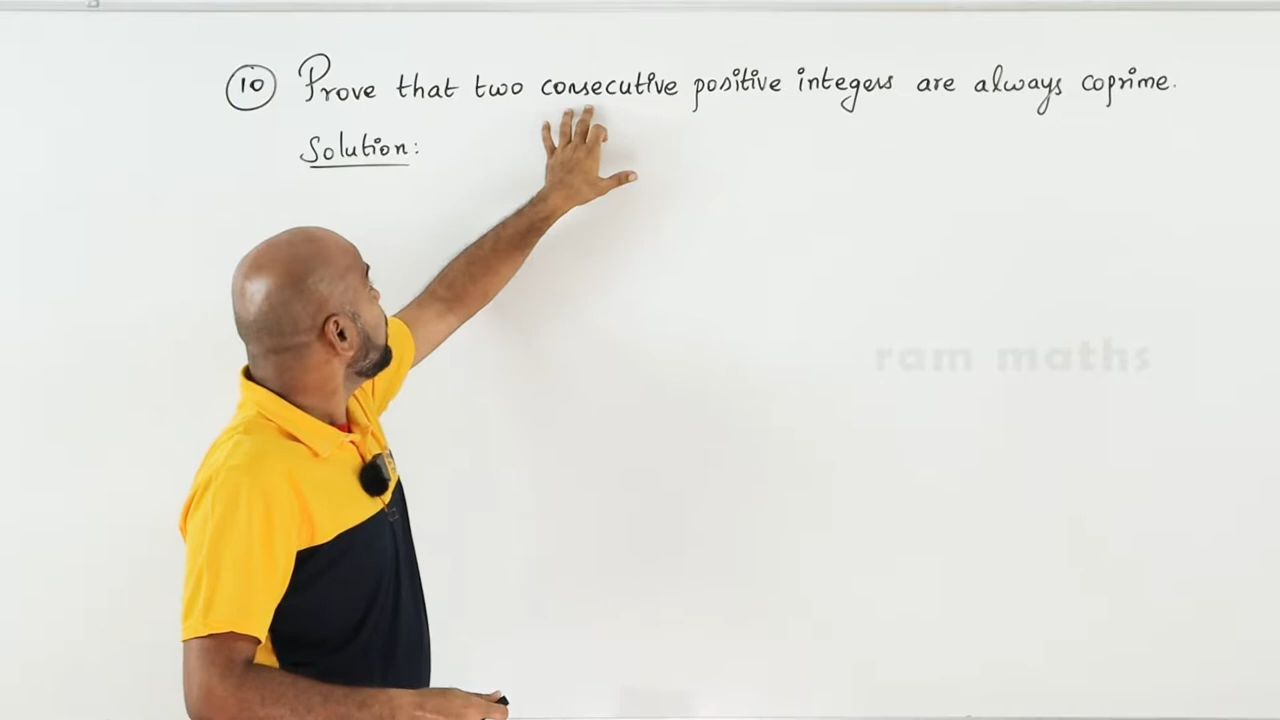 10 Prove that two consecutive positive integers are always coprime.
Solution:
ram maths